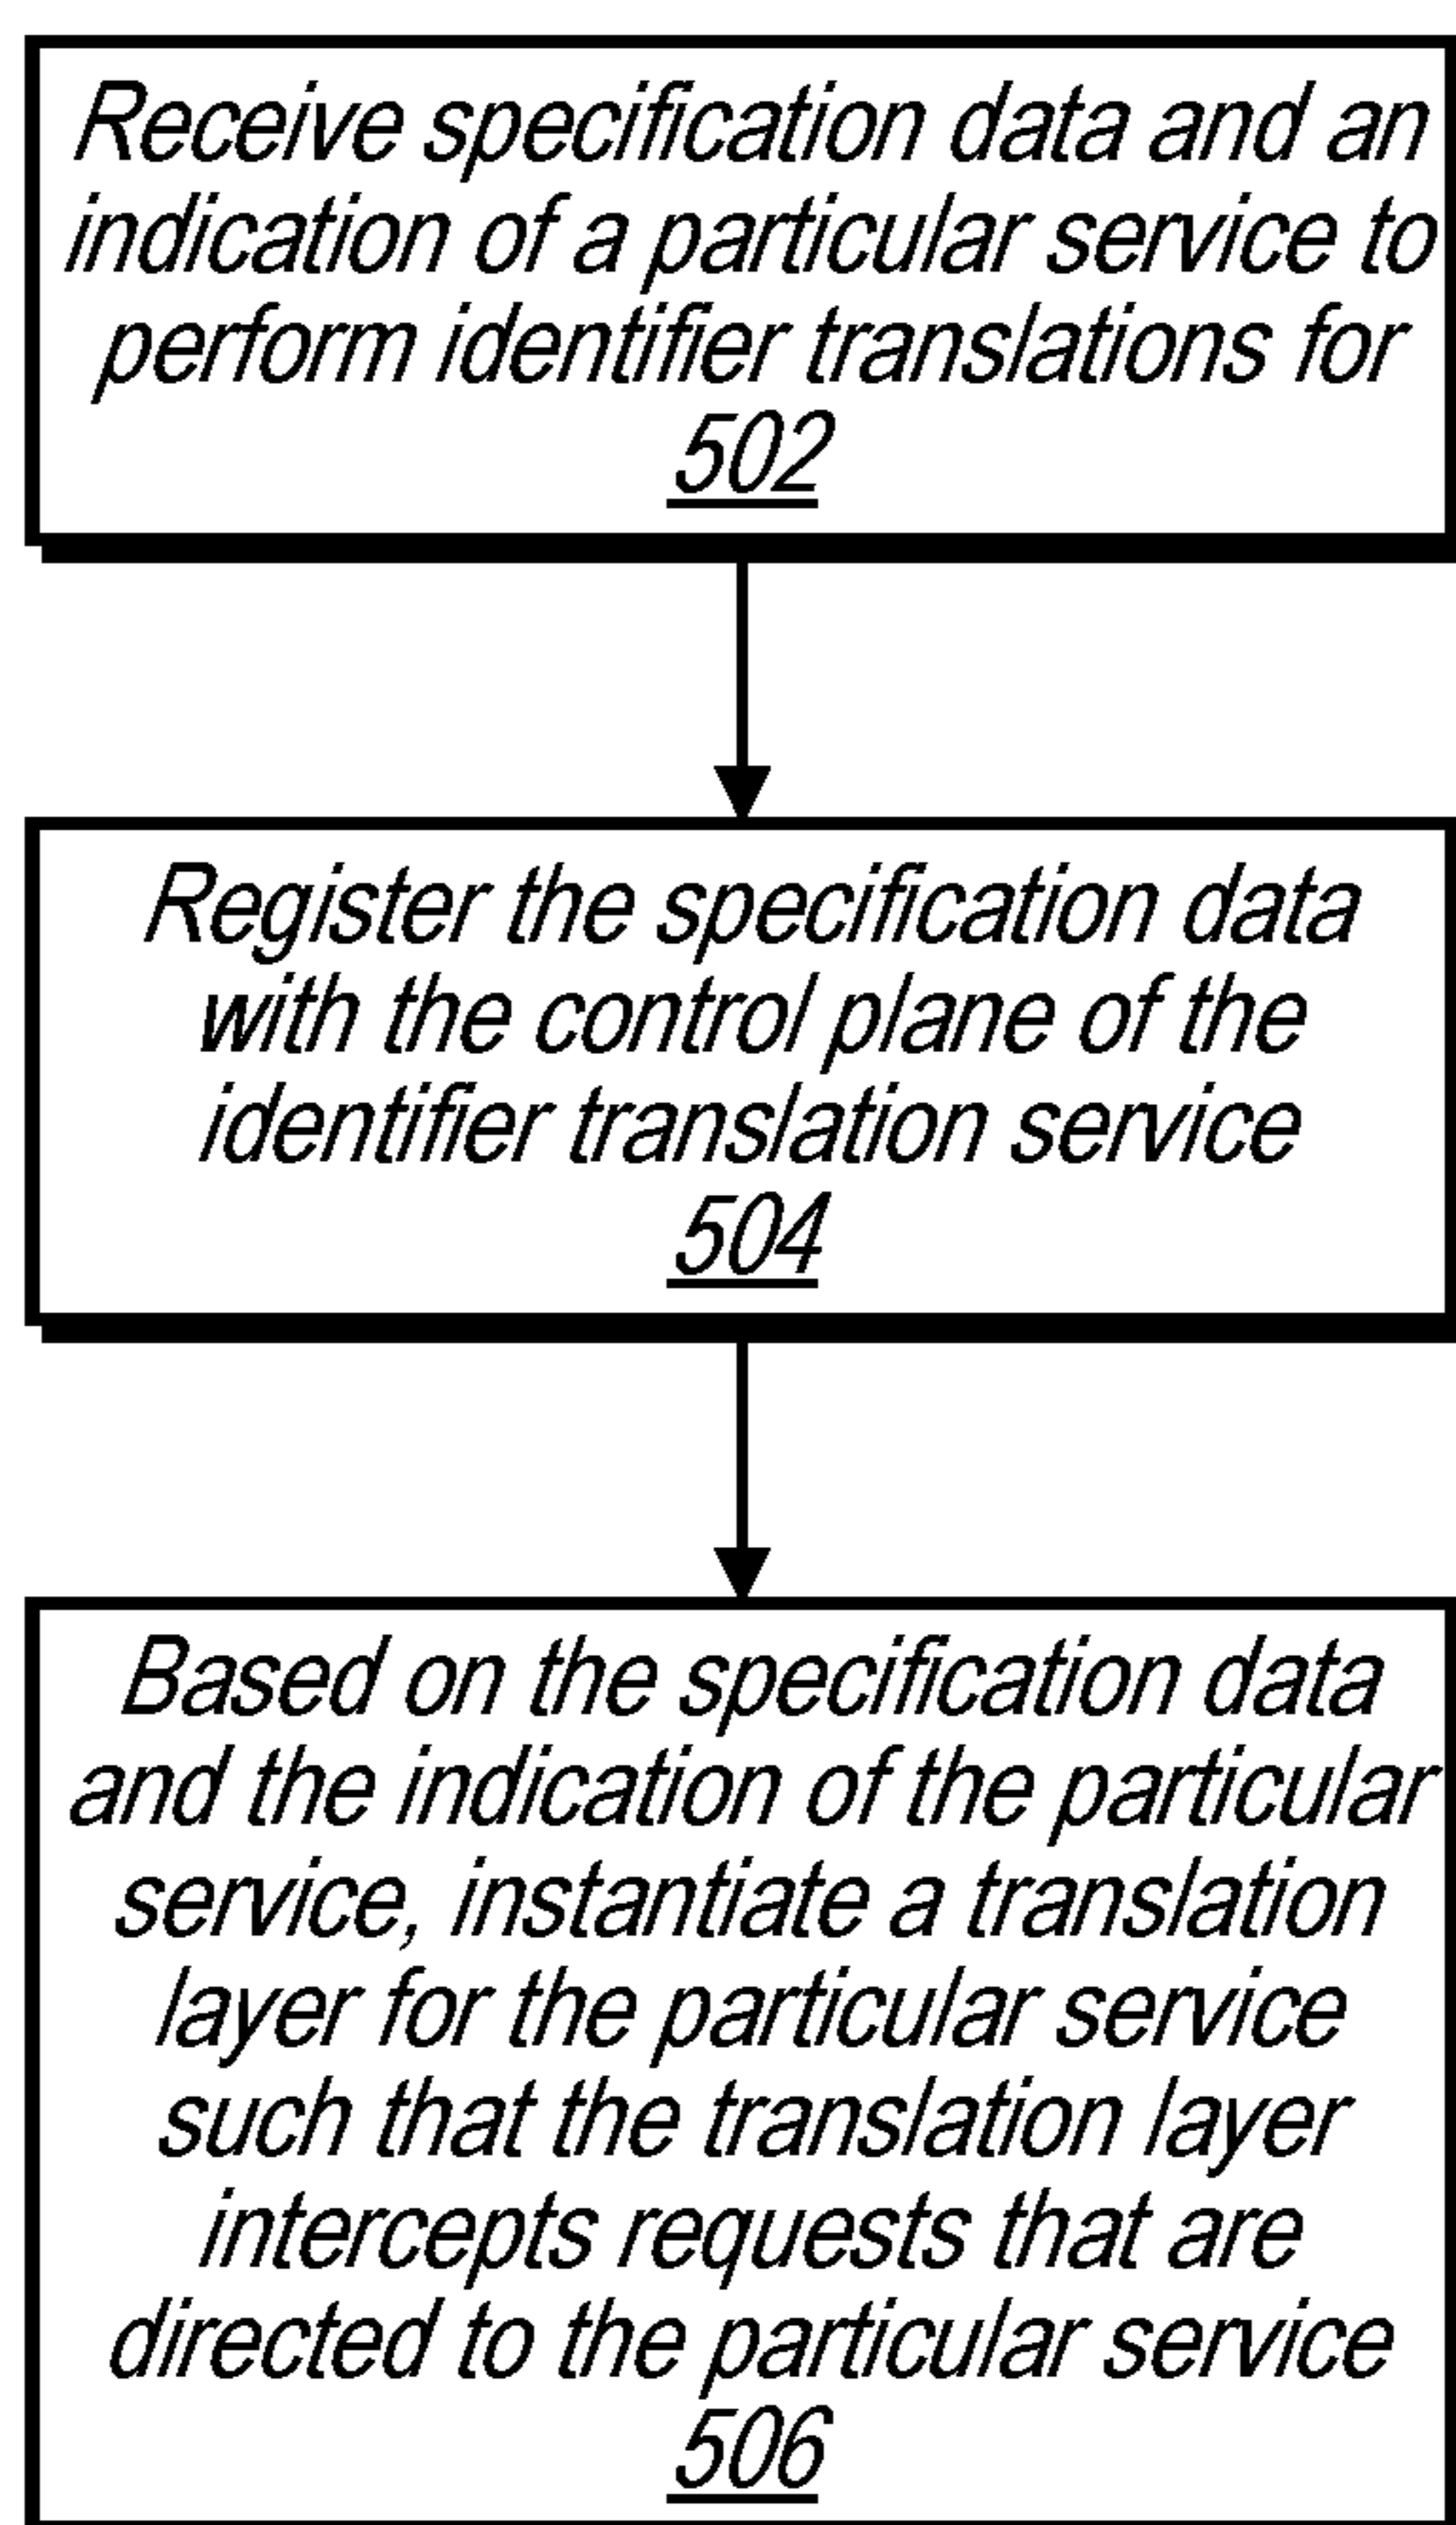 Receive specification data and an
indication of a particular service to
perform identifier translations for
502
Register the specification data
with the control plane of the
identifier translation service
504
Based on the specification data
and the indication of the particular
service, instantiate a translation
layer for the particular service
such that the translation layer
intercepts requests that are
directed to the particular service
506